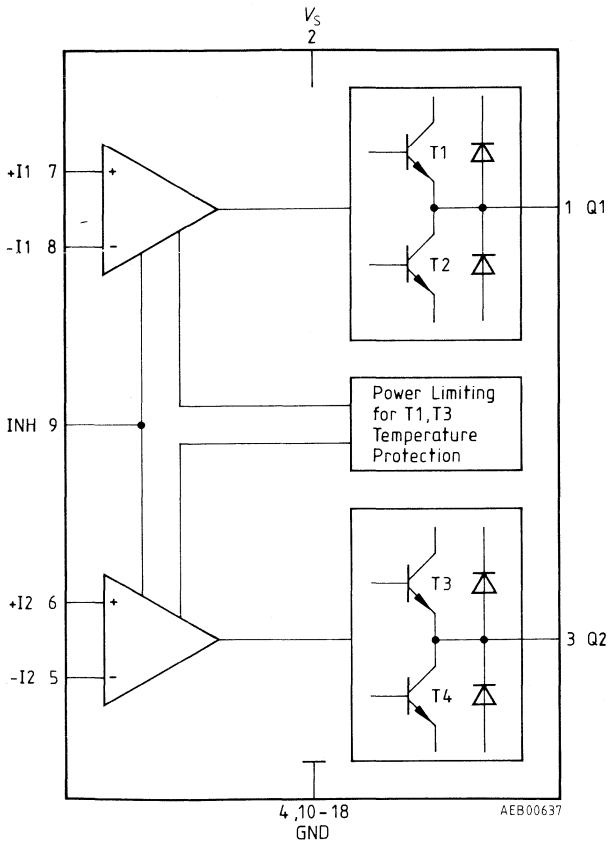 VS
2
+I1 7
+
-I1 8
-
T1
T2
1 Q1
INH 9
Power Limiting
for T1,T3
Temperature
Protection
+I2 6
+
-I2 5
-
T3
T4
3 Q2
4,10-18
GND
AEB00637